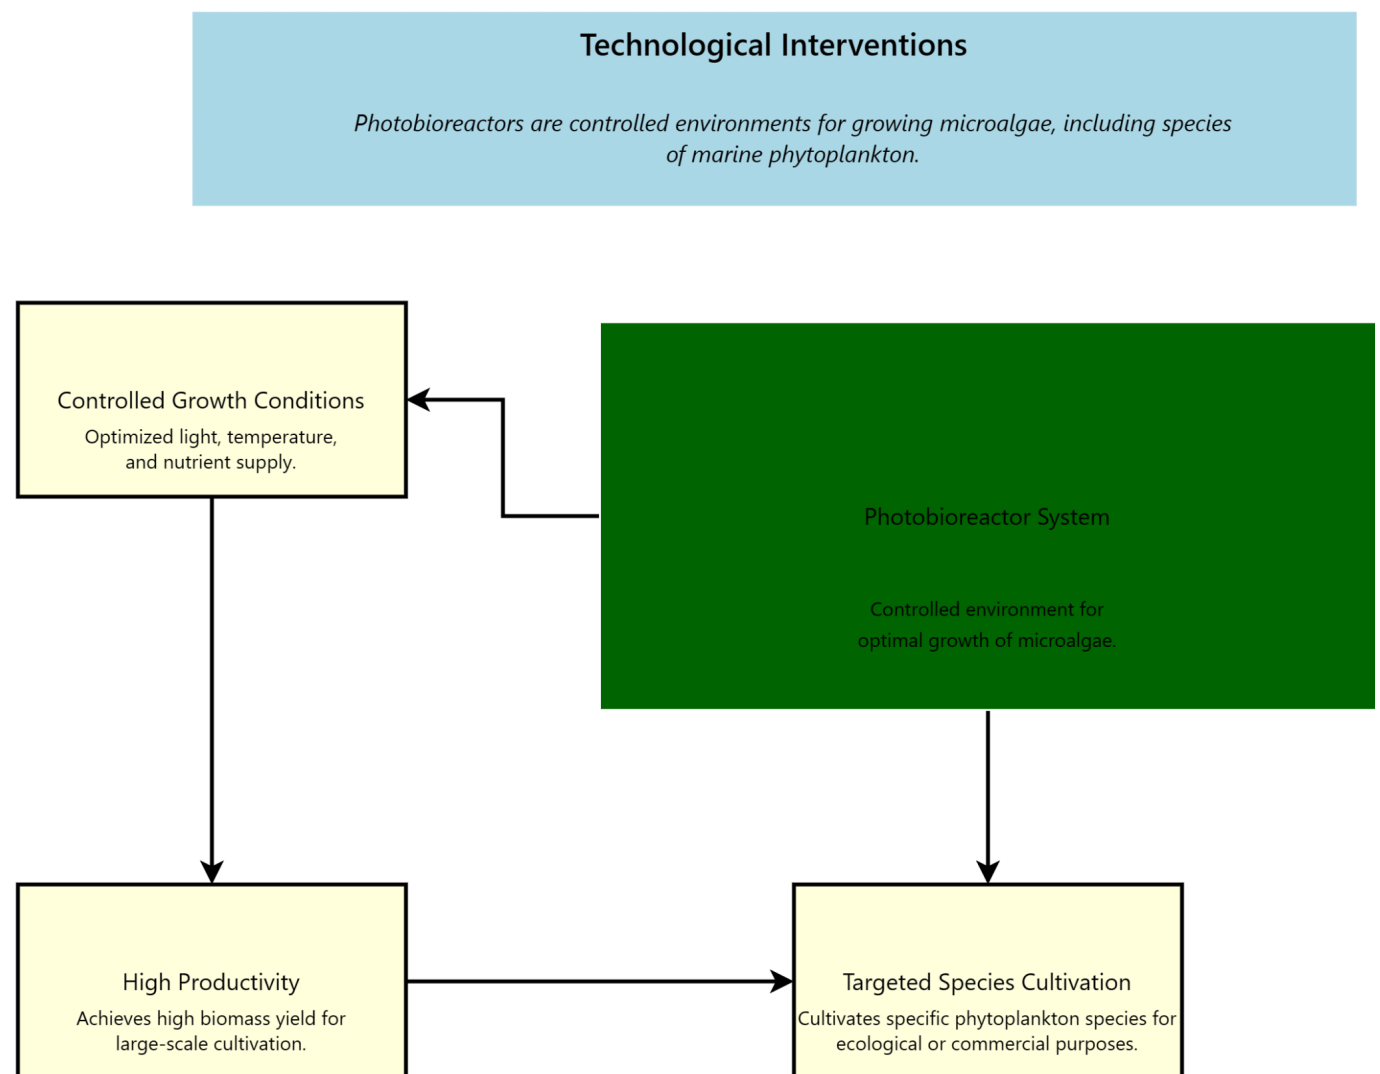 Technological Interventions
Photobioreactors are controlled environments for growing microalgae, including species
of marine phytoplankton.
Controlled Growth Conditions
Optimized light, temperature,
and nutrient supply.
Photobioreactor System
Controlled environment for
optimal growth of microalgae.
High Productivity
Achieves high biomass yield for
large-scale cultivation.
Targeted Species Cultivation
Cultivates specific phytoplankton species for
ecological or commercial purposes.